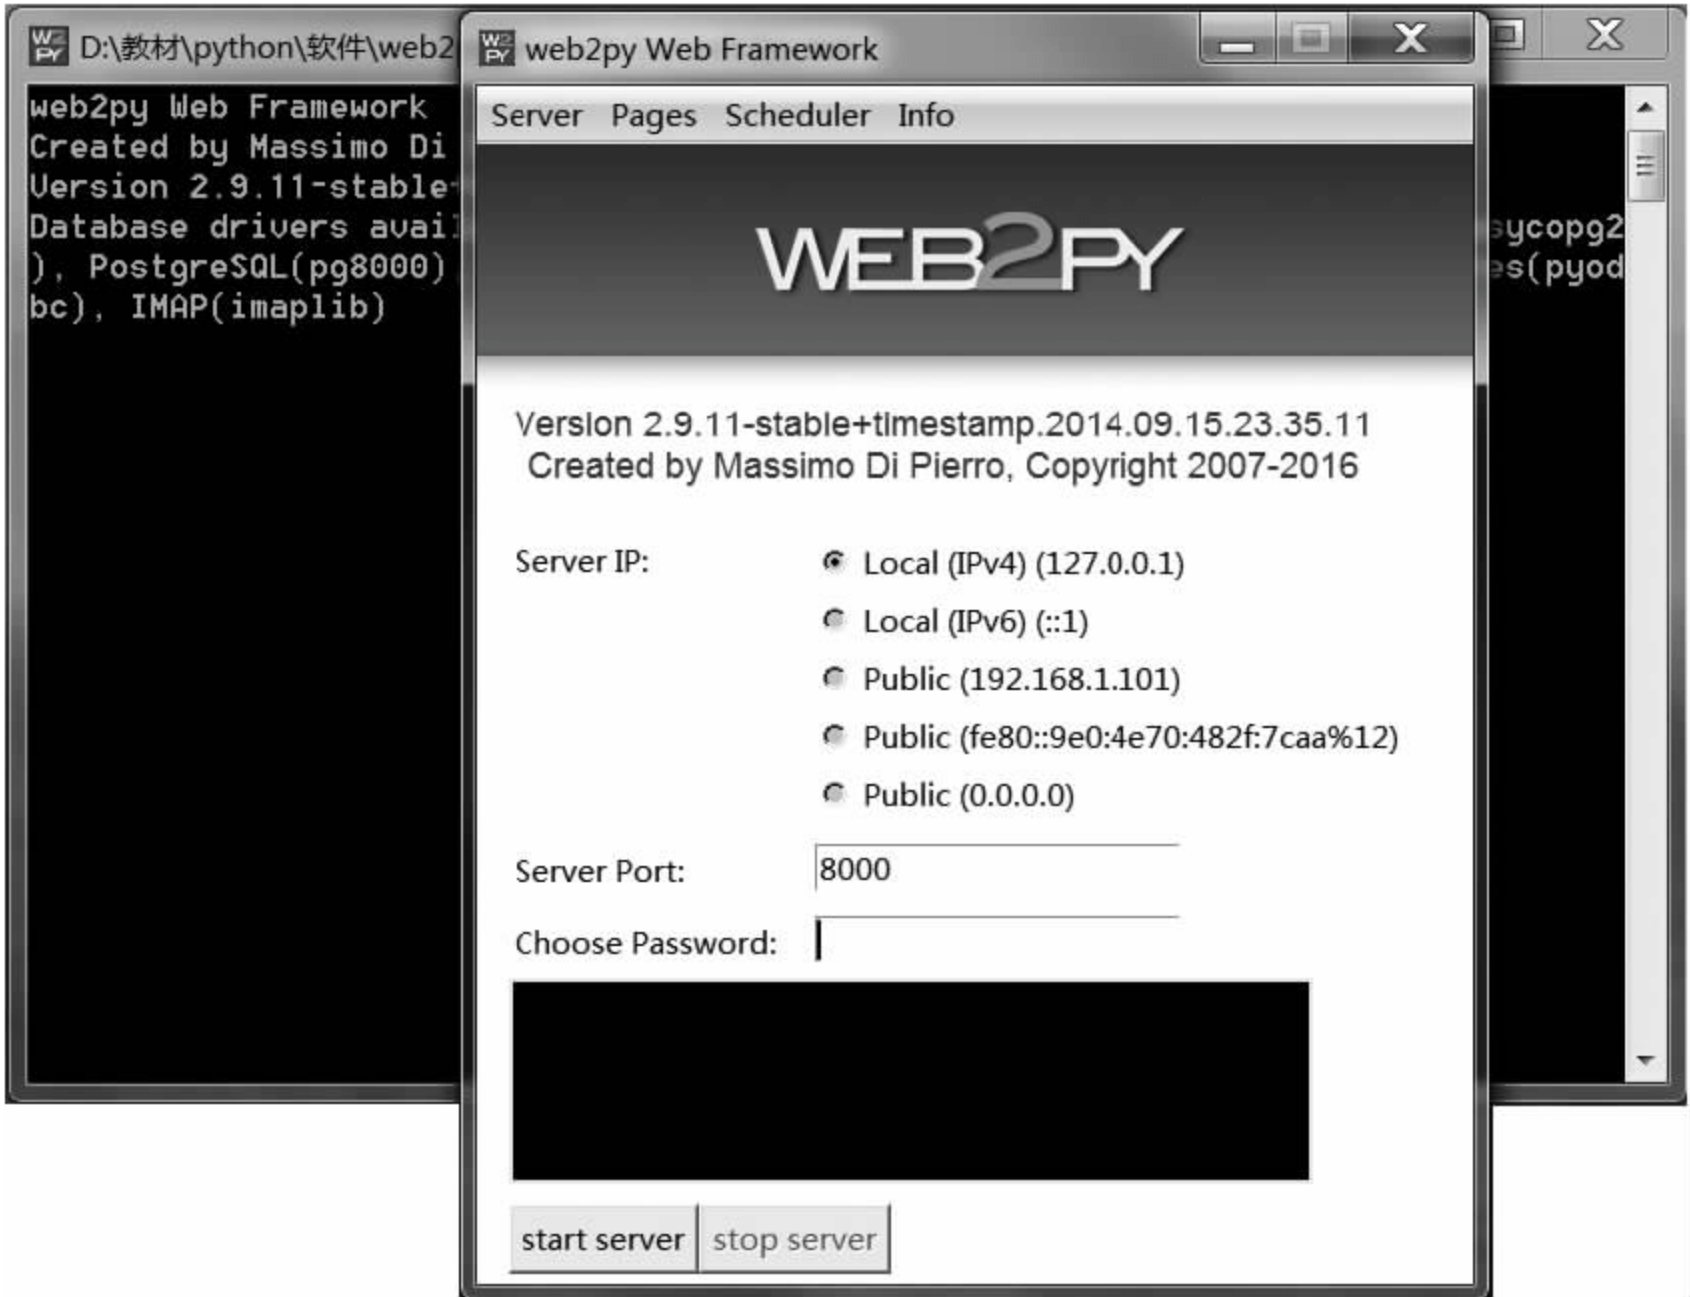 D:\教材\python\软件\web2
web2py Web Framework
Created by Massimo Di
Version 2.9.11-stable
Database drivers avail
sycopg2
), PostgreSQL(pg8000)
es(pyod
bc), IMAP(imaplib)
web2py Web Framework
Server Pages Scheduler Info
WEB2PY
Version 2.9.11-stable+timestamp.2014.09.15.23.35.11
Created by Massimo Di Pierro, Copyright 2007-2016
Server IP:
Local (IPv4) (127.0.0.1)
Local (IPv6) (::1)
Public (192.168.1.101)
Public (fe80::9e0:4e70:482f:7caa%12)
Public (0.0.0.0)
Server Port:
8000
Choose Password:
start server
stop server